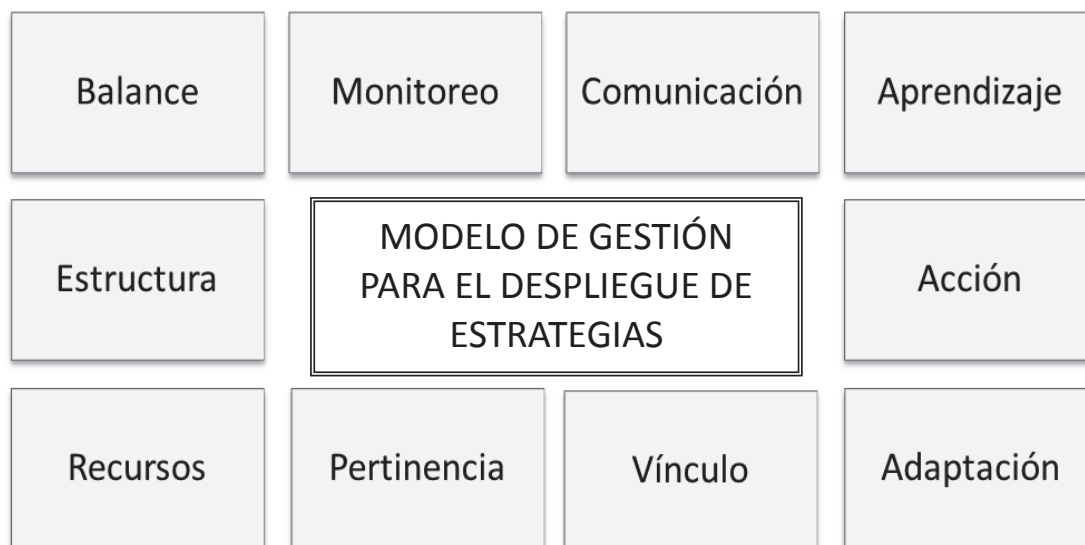 Balance
Monitoreo
Comunicación
Aprendizaje
Estructura
MODELO DE GESTIÓN
PARA EL DESPLIEGUE DE
ESTRATEGIAS
Acción
Recursos
Pertinencia
Vínculo
Adaptación